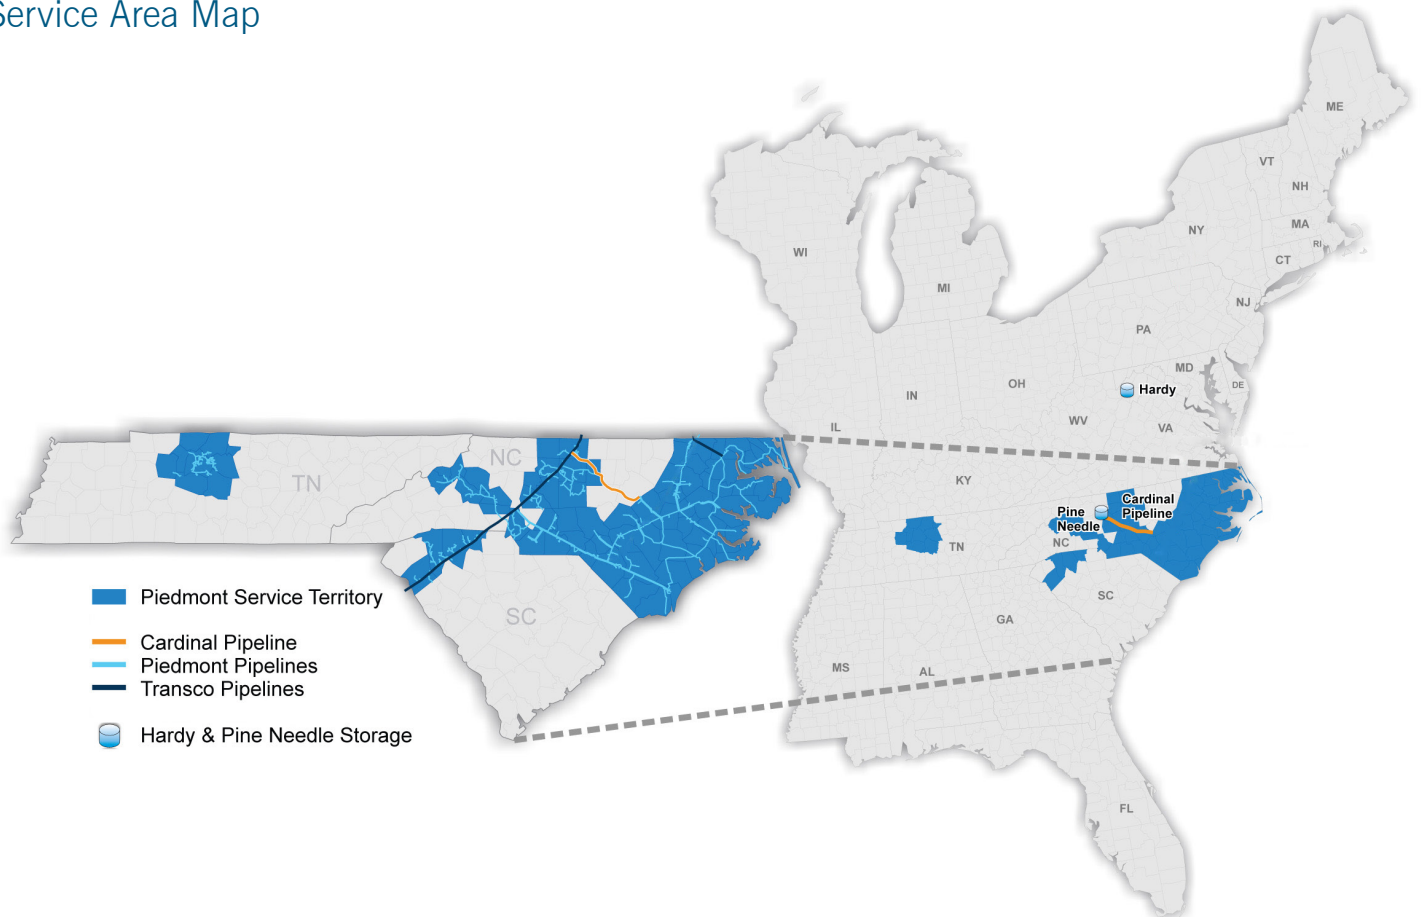 Service Area Map
ME
VT
NH
NY
MA
RI
CT
WI
MI
NJ
PA
MD
DE
OH
IN
Hardy
WV
VA
IL
KY
NC
TN
Cardinal
Pipeline
Pine
Needle
NC
TN
SC
GA
MS
AL
FL
SC
Piedmont Service Territory
Cardinal Pipeline
Piedmont Pipelines
Transco Pipelines
Hardy & Pine Needle Storage